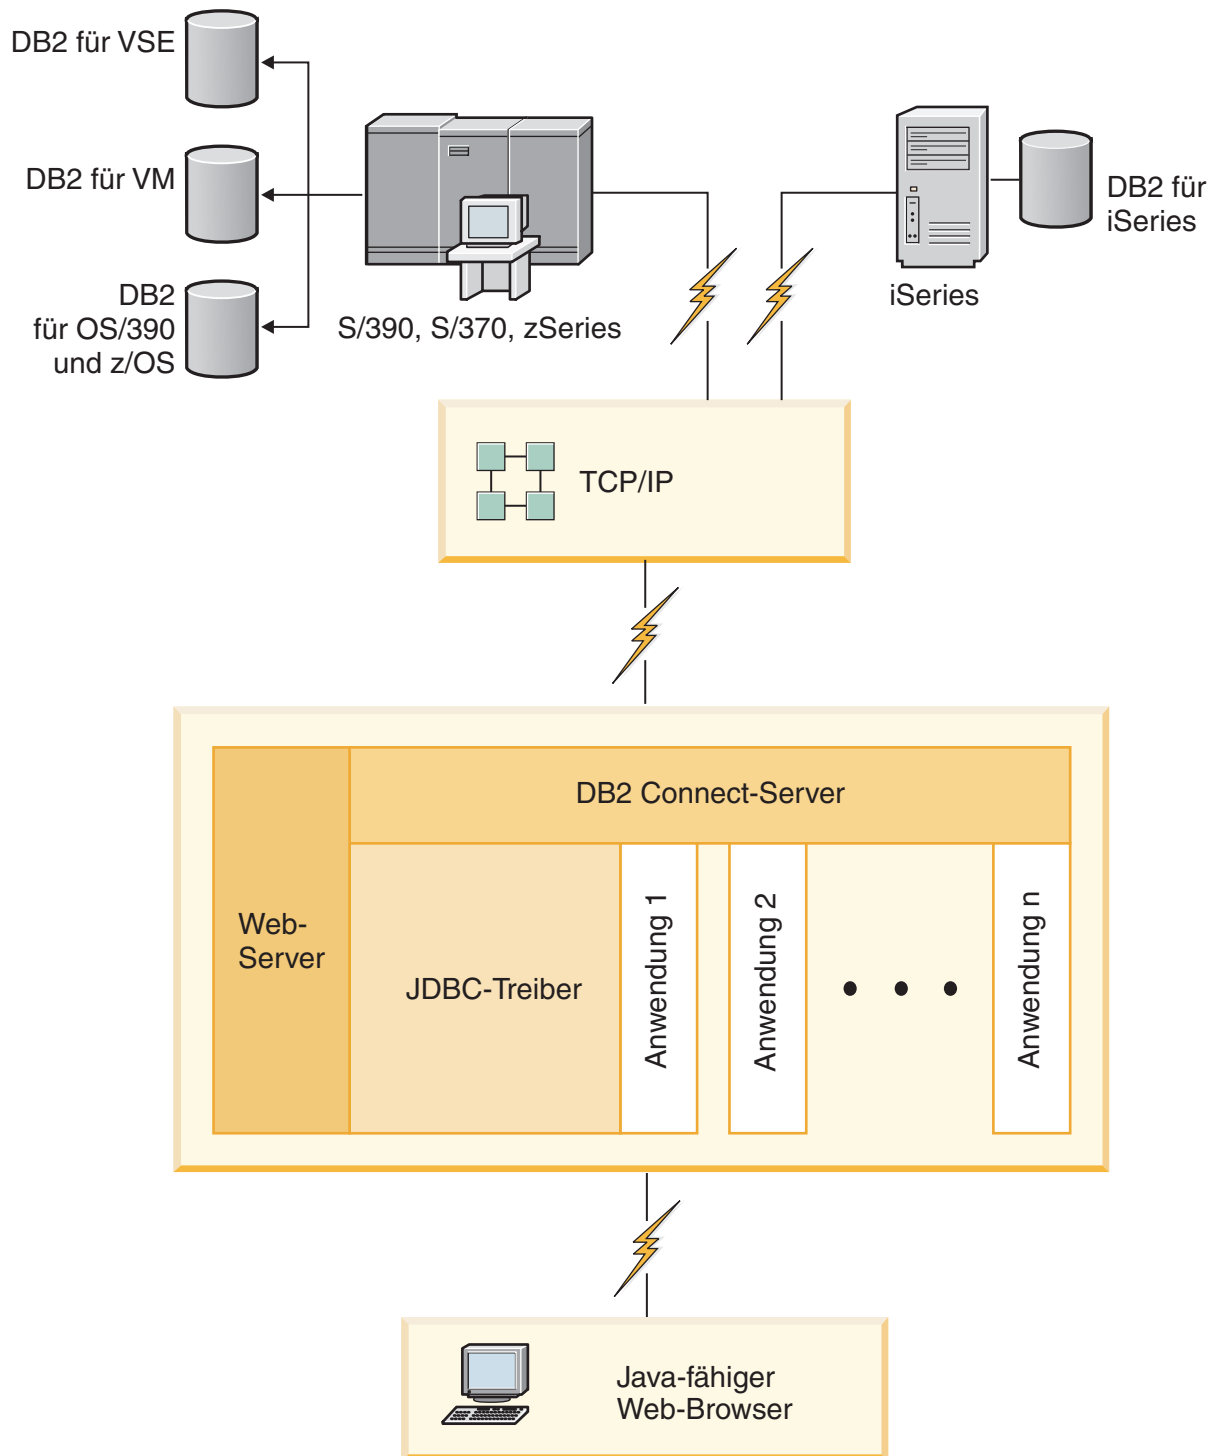 DB2 für VSE
DB2 für VM
DB2
für OS/390
und z/OS
S/390, S/370, zSeries
iSeries
DB2 für
iSeries
TCP/IP
DB2 Connect-Server
Web-
Server
JDBC-Treiber
Anwendung 1
Anwendung 2
Anwendung n
Java-fähiger
Web-Browser